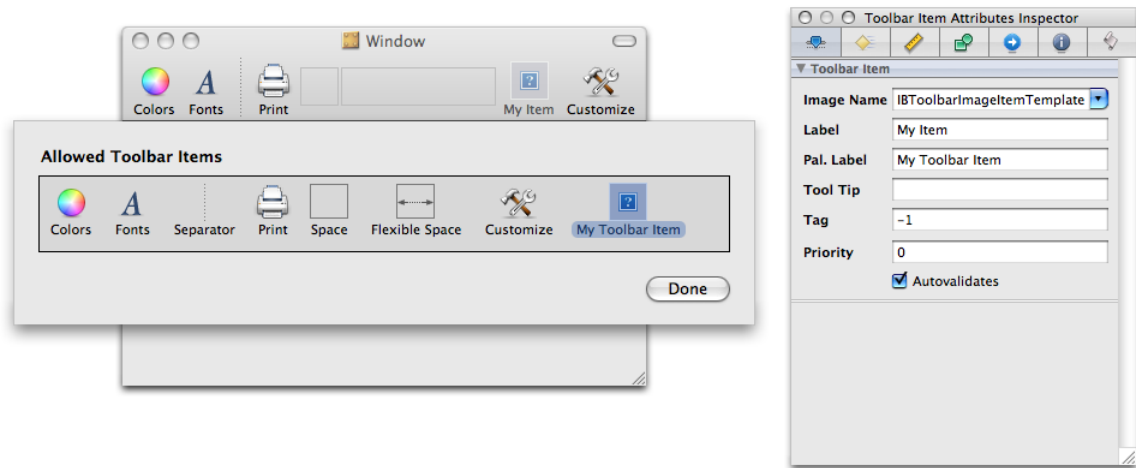 Window
Colors Fonts Print My Item Customize
Allowed Toolbar Items
Colors Fonts Separator Print Space Flexible Space Customize My Toolbar Item
Done
Toolbar Item Attributes Inspector
Toolbar Item
Image Name IBToolbarImageItemTemplate
Label My Item
Pal. Label My Toolbar Item
Tool Tip
Tag -1
Priority 0
Autovalidates